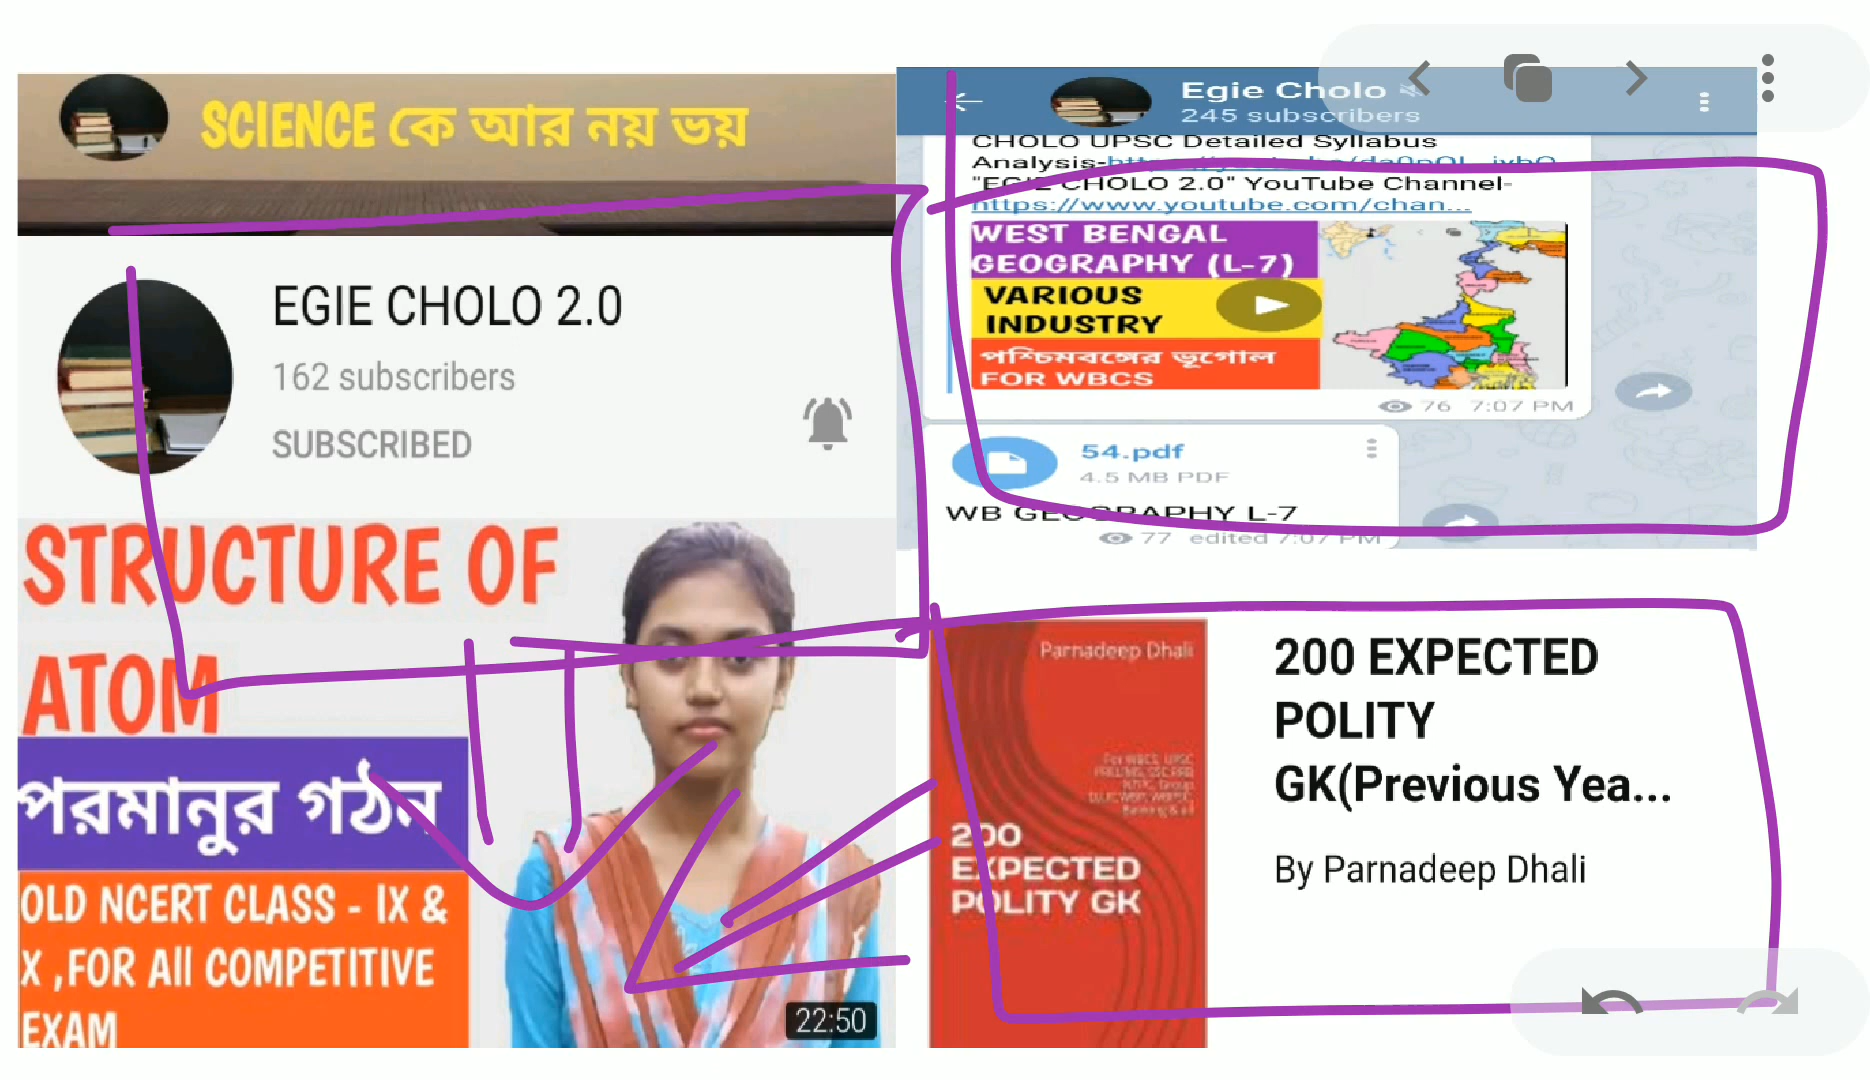 SCIENCE কে আর নয় ভয়
EGIE CHOLO 2.0
162 subscribers
SUBSCRIBED
STRUCTURE OF
ATOM
পরমানুর গঠন
OLD NCERT CLASS - IX &
X ,FOR All COMPETITIVE
EXAM
22:50
Egie Cholo
245 subscribers
CHOLO UPSC Detailed Syllabus
Analysis-
"EGIE CHOLO 2.0" YouTube Channel-
https://www.youtube.com/chan...
WEST BENGAL
GEOGRAPHY (L-7)
VARIOUS
INDUSTRY
পশ্চিমবঙ্গের ভূগোল
FOR WBCS
76 7:07 PM
54.pdf
4.5 MB PDF
WB GEOGRAPHY L-7
77 edited 7:07 PM
Parnadeep Dhali
200
EXPECTED
POLITY GK
200 EXPECTED
POLITY
GK(Previous Yea...
By Parnadeep Dhali